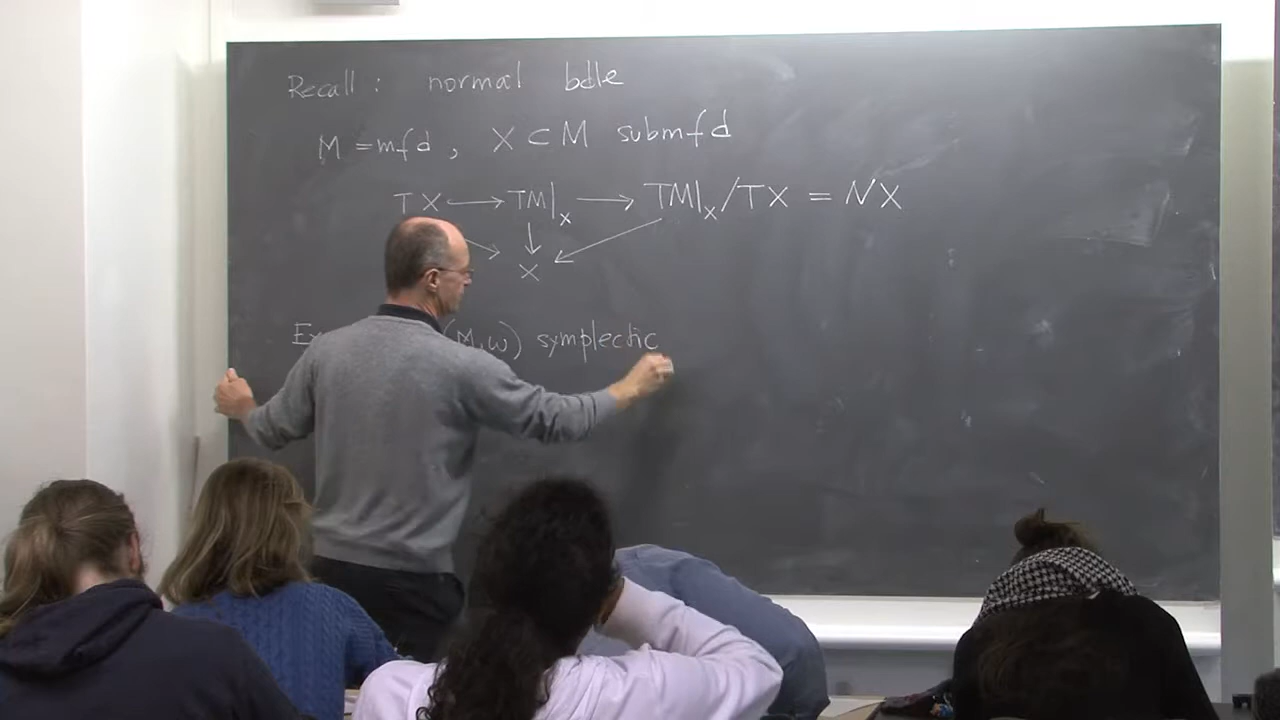 Recall : normal bdle
M = mfd , X ⊂ M submfd
TX → TM|x → TM|x/TX = NX
X
(M,ω) symplectic